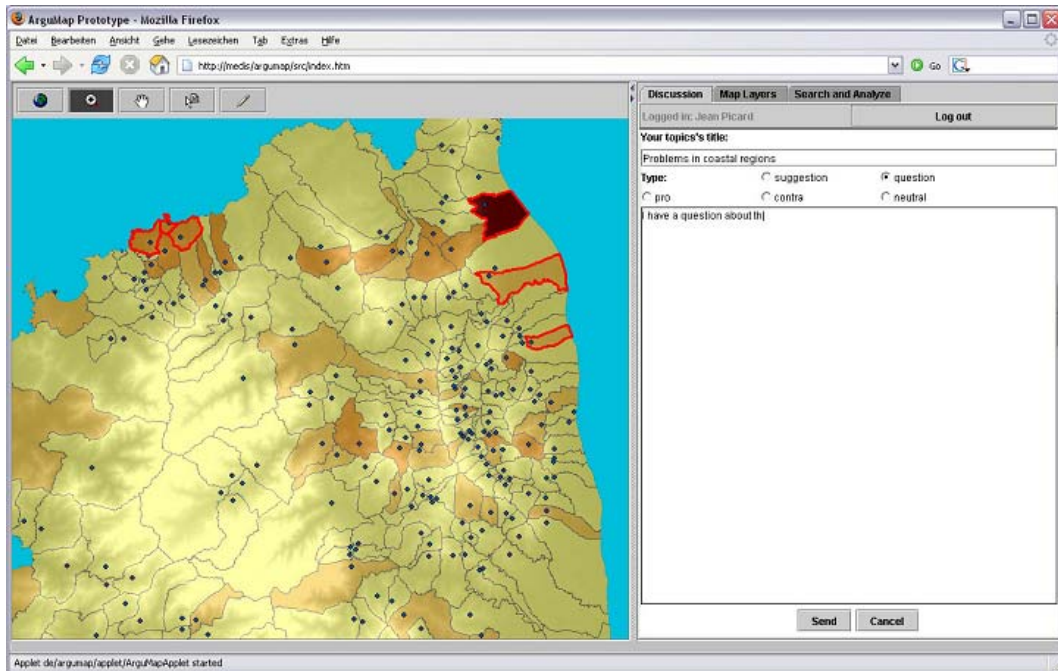 ArguMap Prototype - Mozilla Firefox
Datei Bearbeiten Ansicht Gehe Lesezeichen Tab Extras Hilfe
http://medis/argumap/src/index.htm Go
Discussion Map Layers Search and Analyze
Logged in: Jean Picard Log out
Your topics's title:
Problems in coastal regions
Type: suggestion question
pro contra neutral
I have a question about th
Send Cancel
Applet de/argumap/applet/ArguMapApplet started